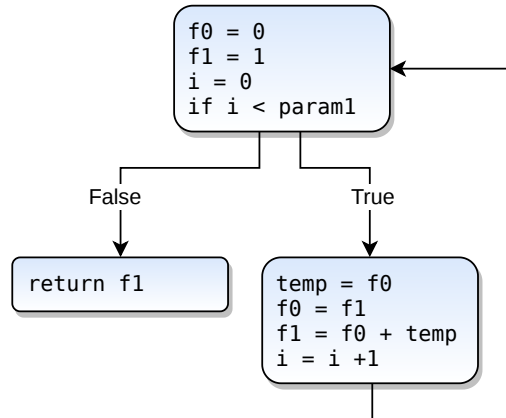 f0 = 0
f1 = 1
i = 0
if i < param1
False
True
return f1
temp = f0
f0 = f1
f1 = f0 + temp
i = i +1